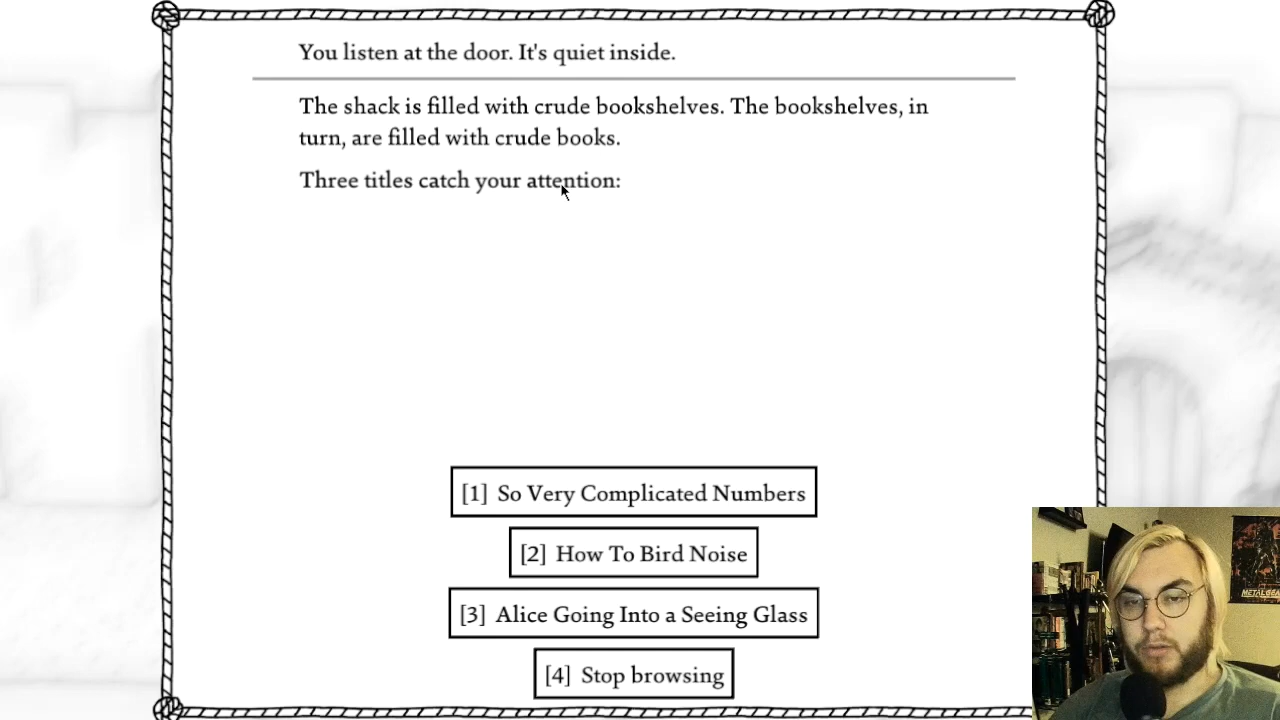 You listen at the door. It's quiet inside.
The shack is filled with crude bookshelves. The bookshelves, in
turn, are filled with crude books.
Three titles catch your attention:
[1] So Very Complicated Numbers
[2] How To Bird Noise
[3] Alice Going Into a Seeing Glass
[4] Stop browsing
METAL GEAR